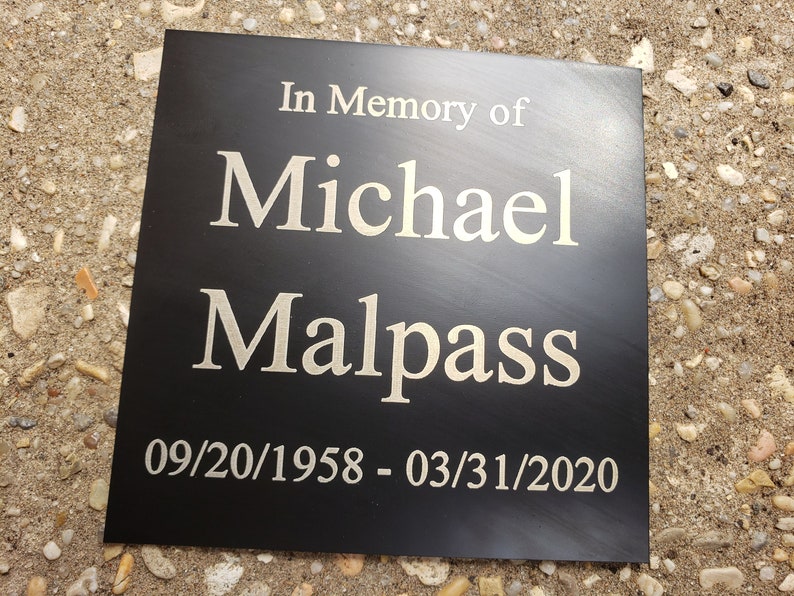 In Memory of
Michael
Malpass
09/20/1958 - 03/31/2020